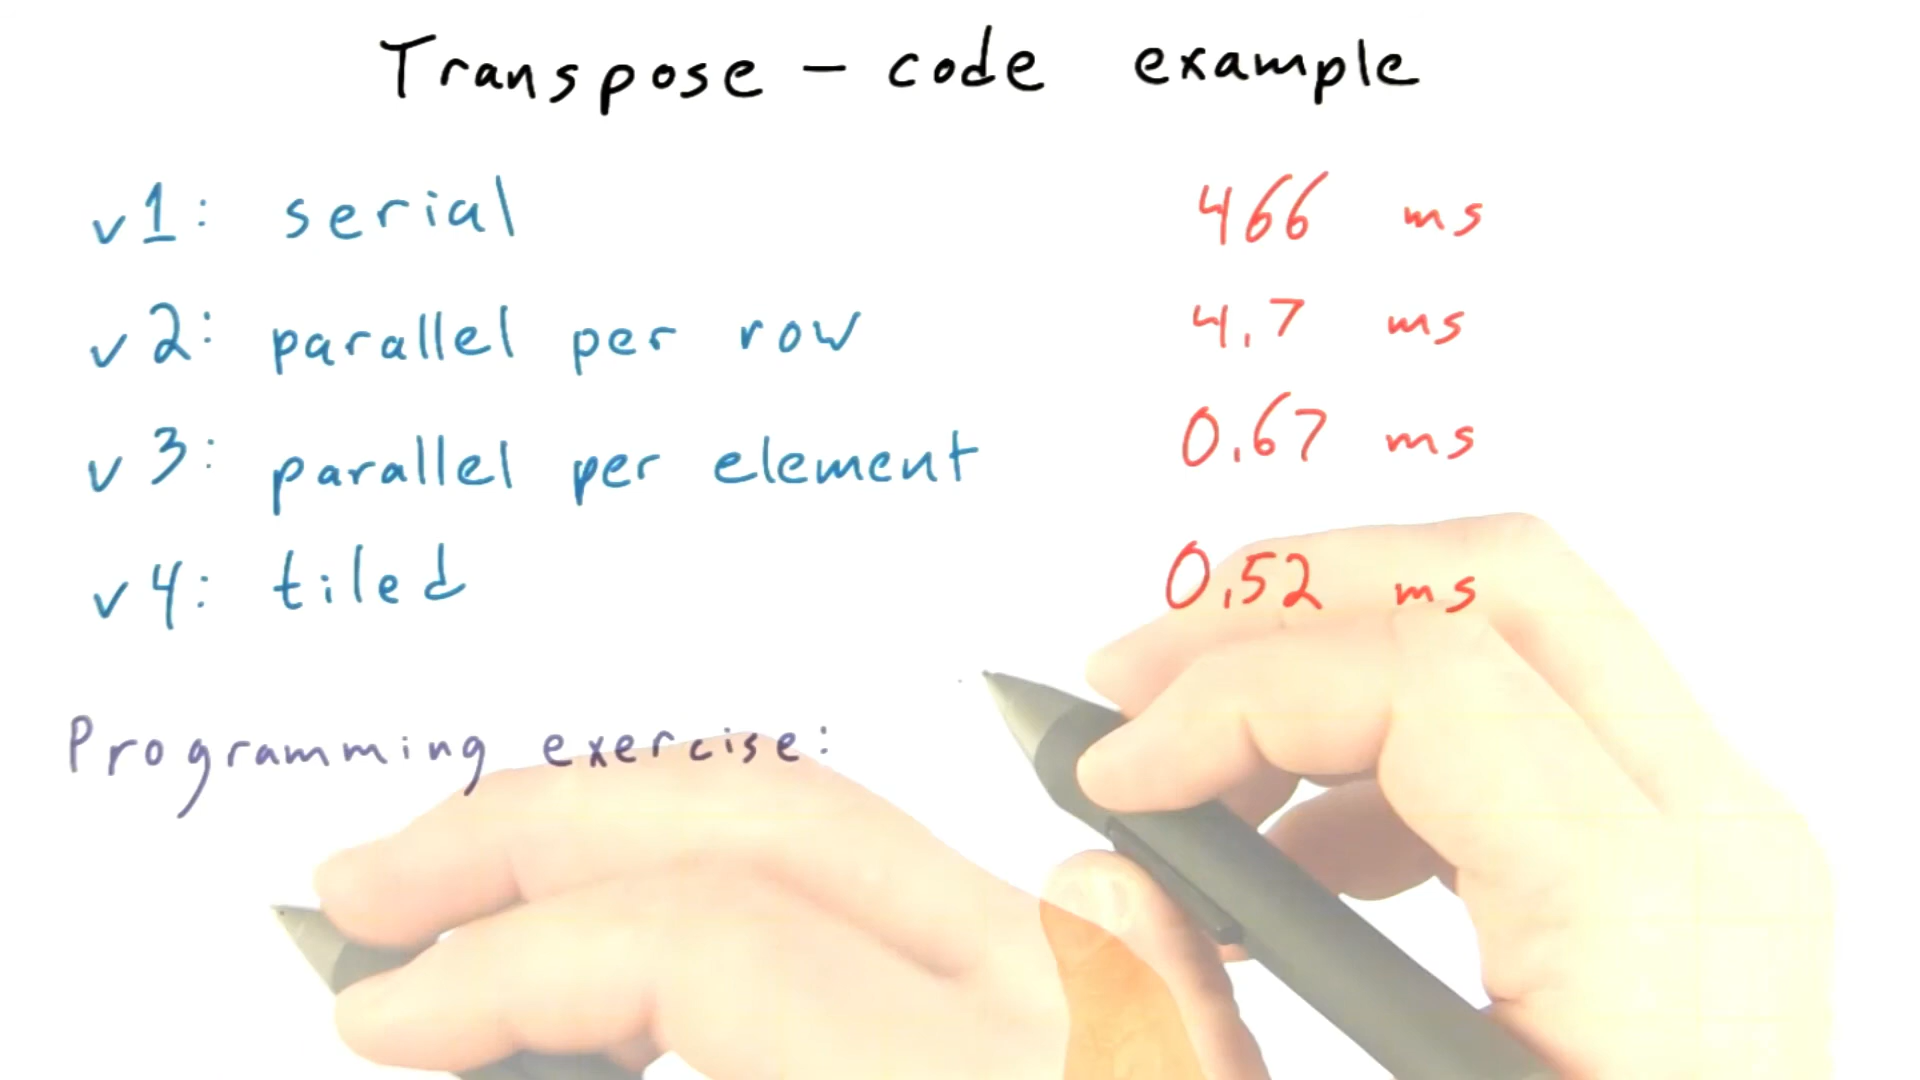 Transpose - code example
v1: serial 466 ms
v2: parallel per row 4.7 ms
v3: parallel per element 0.67 ms
v4: tiled 0.52 ms
Programming exercise: